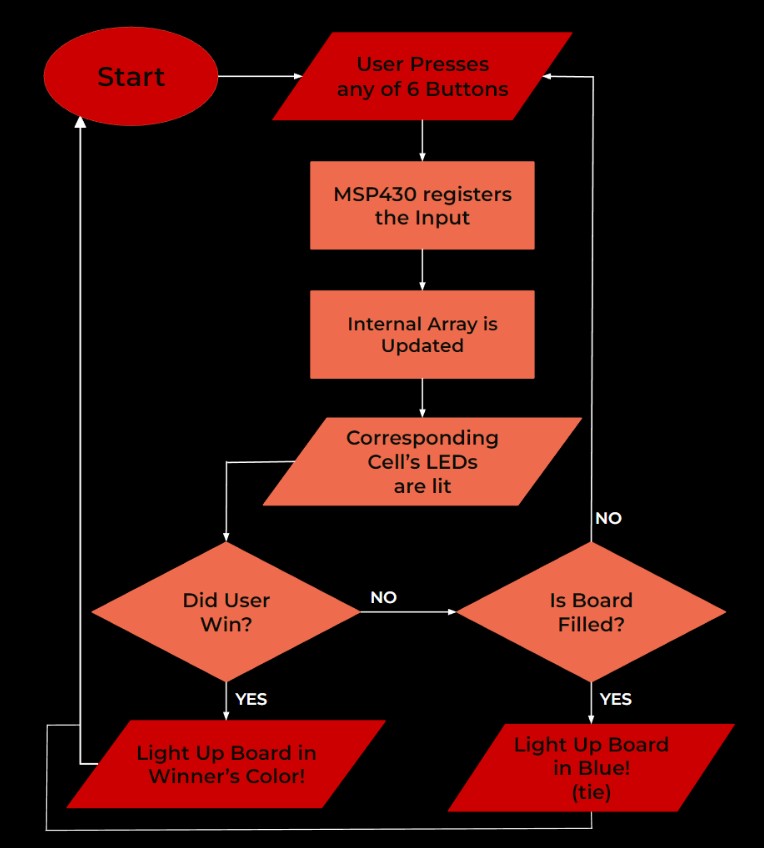 Start
User Presses
any of 6 Buttons
MSP430 registers
the Input
Internal Array is
Updated
Corresponding
Cell's LEDs
are lit
NO
Did User
Win?
NO
Is Board
Filled?
YES
YES
Light Up Board in
Winner's Color!
Light Up Board
in Blue!
(tie)